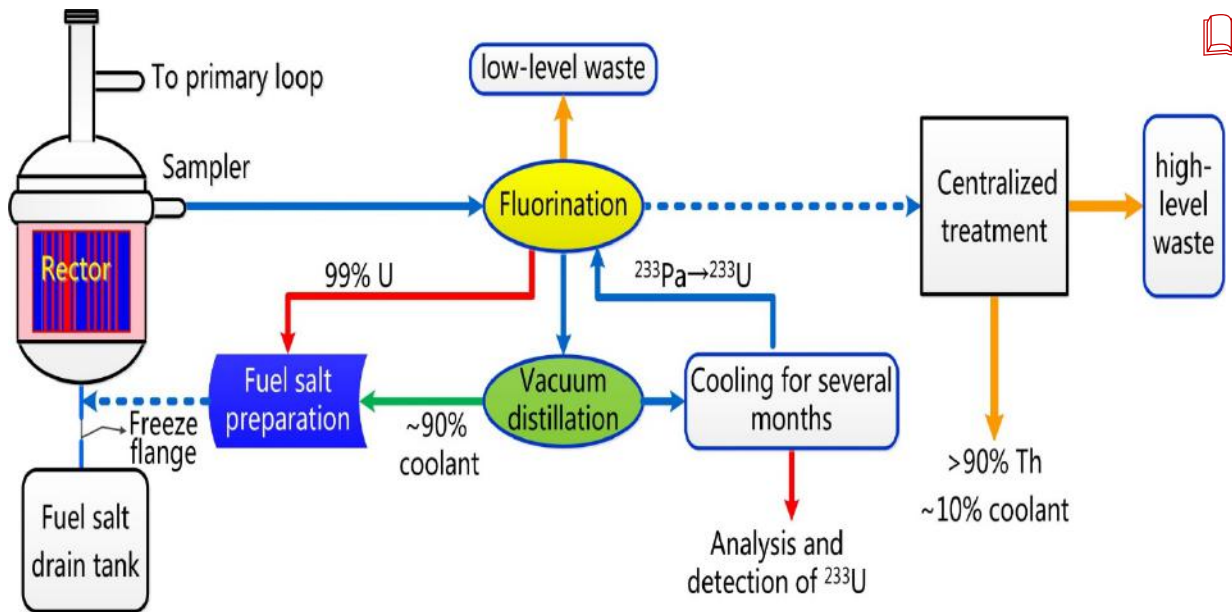 To primary loop
Sampler
Rector
low-level waste
Fluorination
Centralized
treatment
high-
level
waste
99% U
²³³Pa→²³³U
Fuel salt
preparation
Vacuum
distillation
Cooling for several
months
~90%
coolant
Freeze
flange
Fuel salt
drain tank
>90% Th
~10% coolant
Analysis and
detection of ²³³U